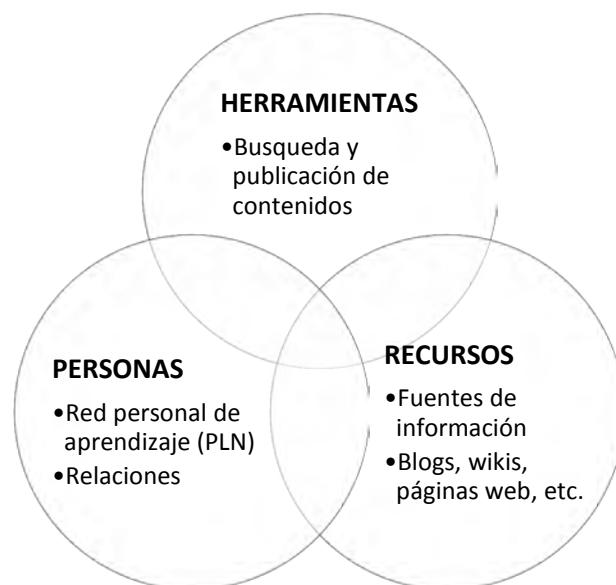 HERRAMIENTAS
•Busqueda y
publicación de
contenidos
PERSONAS
•Red personal de
aprendizaje (PLN)
•Relaciones
RECURSOS
•Fuentes de
información
•Blogs, wikis,
páginas web, etc.